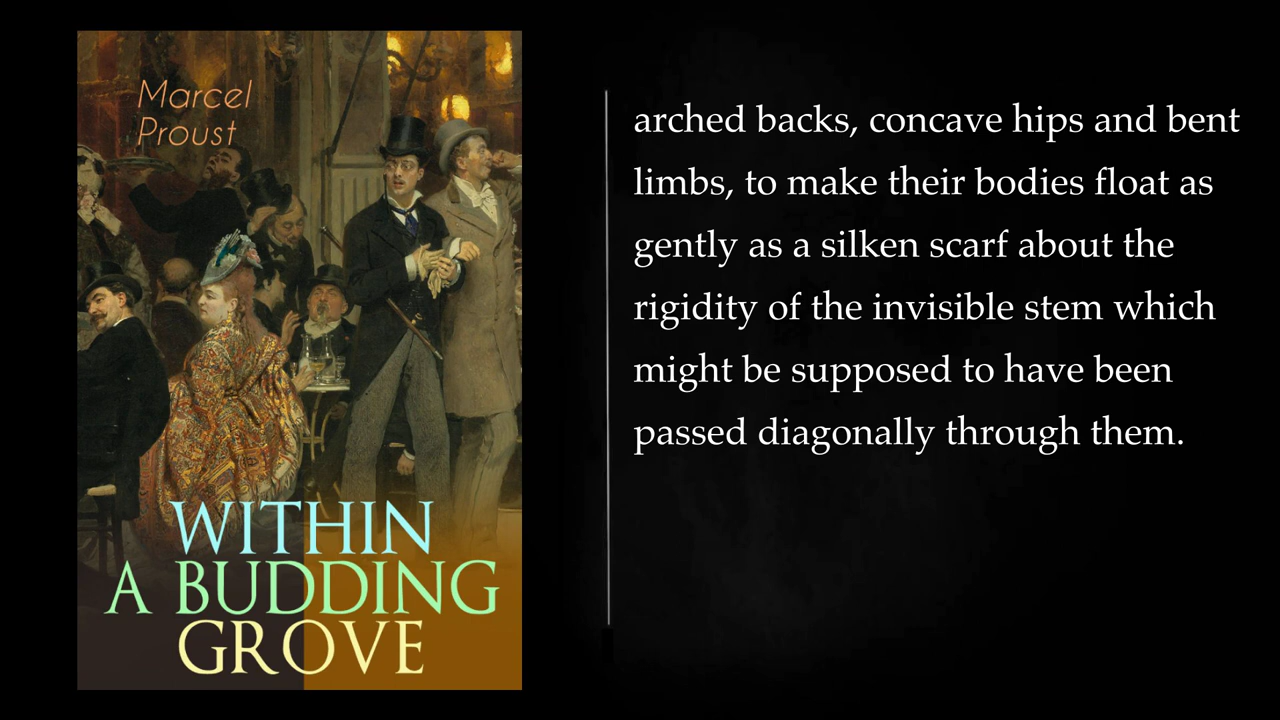 Marcel
Proust
WITHIN
A BUDDING
GROVE
arched backs, concave hips and bent
limbs, to make their bodies float as
gently as a silken scarf about the
rigidity of the invisible stem which
might be supposed to have been
passed diagonally through them.